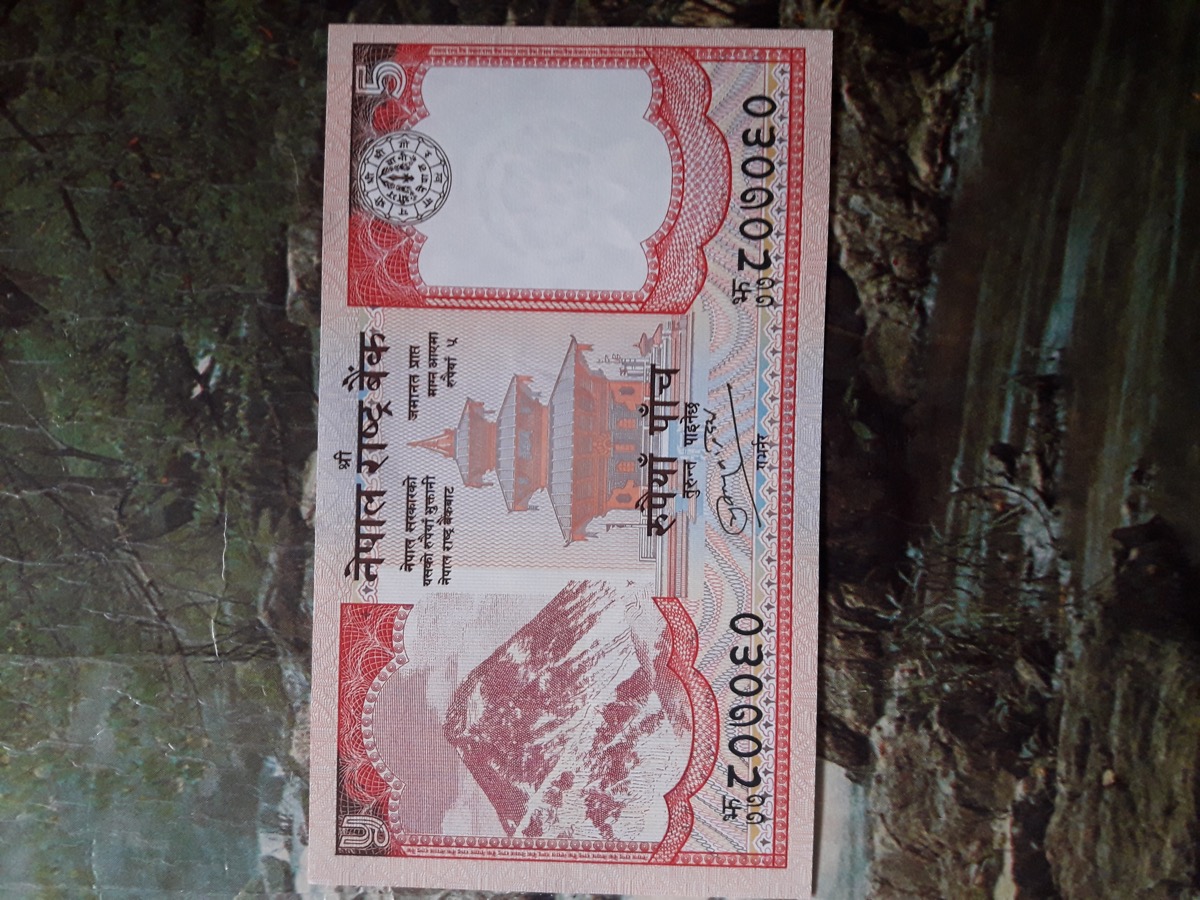 श्री
नेपाल राष्ट्र बैंक
५
5
नेपाल सरकारको जमानत प्राप्त
यसको रुपैयाँ भुक्तानी माग्न आएमा
नेपाल राष्ट्र बैंकबाट रुपैयाँ ५
रुपैयाँ पाँच
तुरुन्त पाइनेछ
गभर्नर
झ
७७ ८०७०६०
झ
७७ ८०७०६०